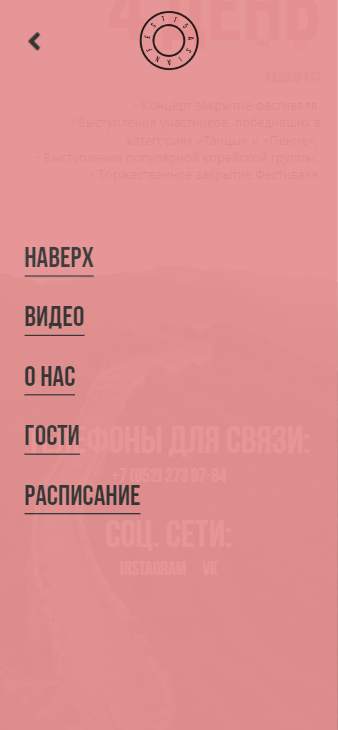 4 ДЕНЬ
• Концерт закрытие фестиваля.
Выступления участников, победивших в
категориях «Танцы» и «Пение»;
• Выступление популярной корейской группы;
• Торжественное закрытие Фестиваля.
НАВЕРХ
ВИДЕО
О НАС
ГОСТИ
ТЕЛЕФОНЫ ДЛЯ СВЯЗИ:
+7 (952) 273 97-84
РАСПИСАНИЕ
СОЦ. СЕТИ:
INSTAGRAM VK